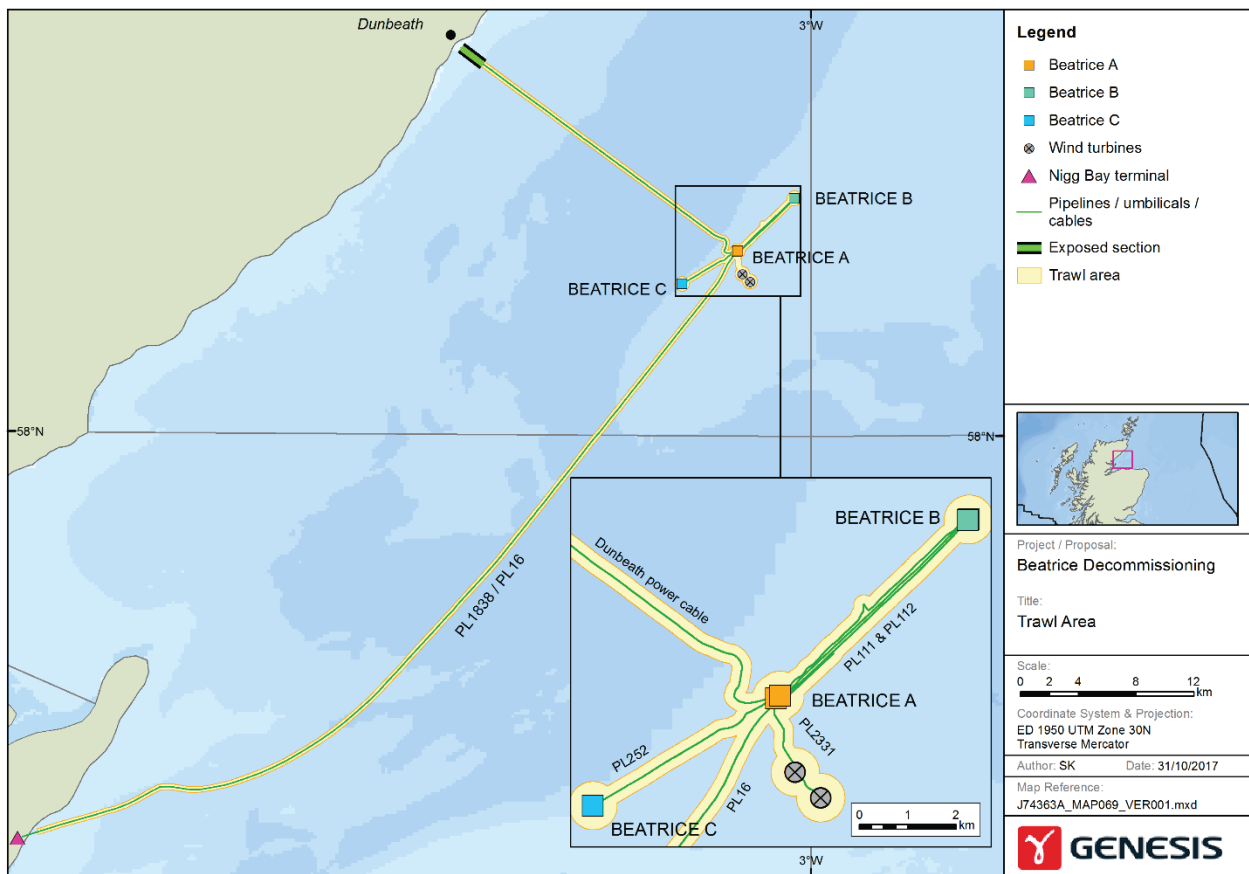 Dunbeath
3°W
BEATRICE B
BEATRICE A
BEATRICE C
58°N
58°N
PL1838 / PL16
BEATRICE B
Dunbeath power cable
PL111 & PL112
BEATRICE A
PL2331
PL252
PL16
BEATRICE C
0 1 2
km
3°W
Legend
Beatrice A
Beatrice B
Beatrice C
Wind turbines
Nigg Bay terminal
Pipelines / umbilicals /
cables
Exposed section
Trawl area
Project / Proposal:
Beatrice Decommissioning
Title:
Trawl Area
Scale:
0 2 4 8 12
km
Coordinate System & Projection:
ED 1950 UTM Zone 30N
Transverse Mercator
Author: SK Date: 31/10/2017
Map Reference:
J74363A_MAP069_VER001.mxd
GENESIS